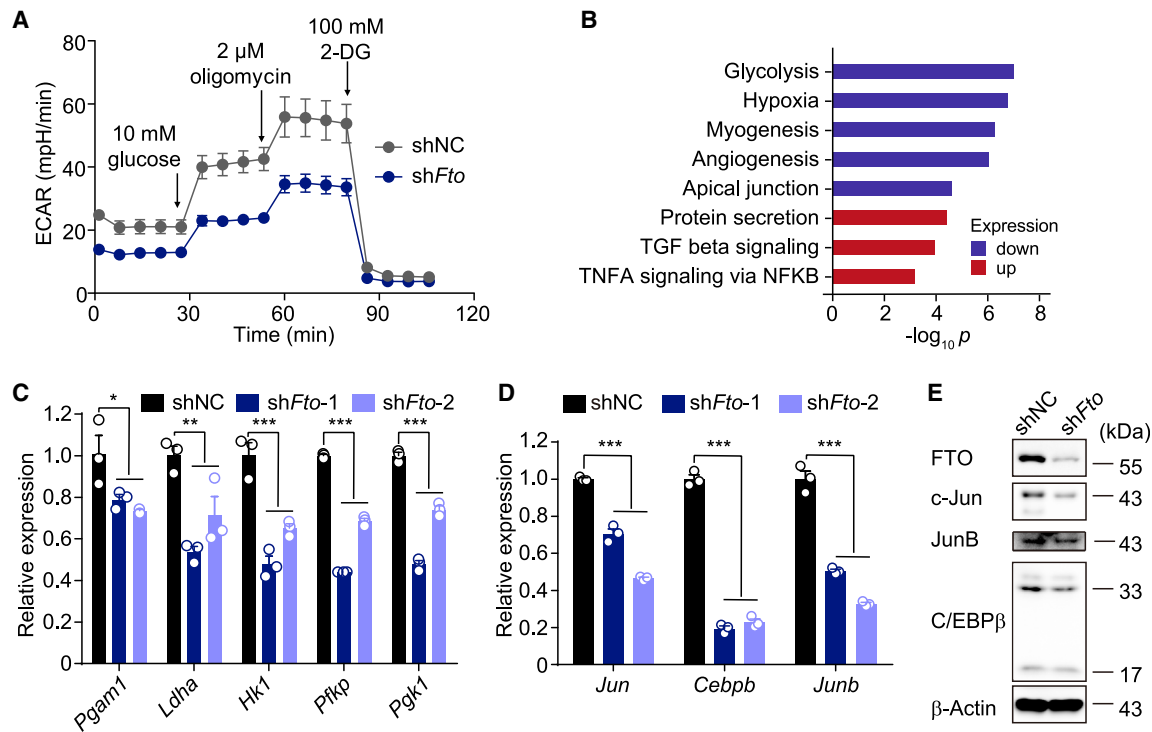 A
100 mM
2-DG
2 μM
oligomycin
10 mM
glucose
shNC
shFto
ECAR (mpH/min)
80
60
40
20
0
0
30
60
90
120
Time (min)
B
Glycolysis
Hypoxia
Myogenesis
Angiogenesis
Apical junction
Protein secretion
TGF beta signaling
TNFA signaling via NFKB
Expression
down
up
0 2 4 6 8
-log10 p
C
shNC shFto-1 shFto-2
* ** *** *** ***
Relative expression
1.2
1.0
0.8
0.6
0.4
0.2
0
Pgam1 Ldha Hk1 Pfkp Pgk1
D
shNC shFto-1 shFto-2
*** *** ***
Relative expression
1.2
1.0
0.8
0.6
0.4
0.2
0
Jun Cebpb Junb
E
shNC shFto
(kDa)
FTO 55
c-Jun 43
JunB 43
33
C/EBPβ
17
β-Actin 43